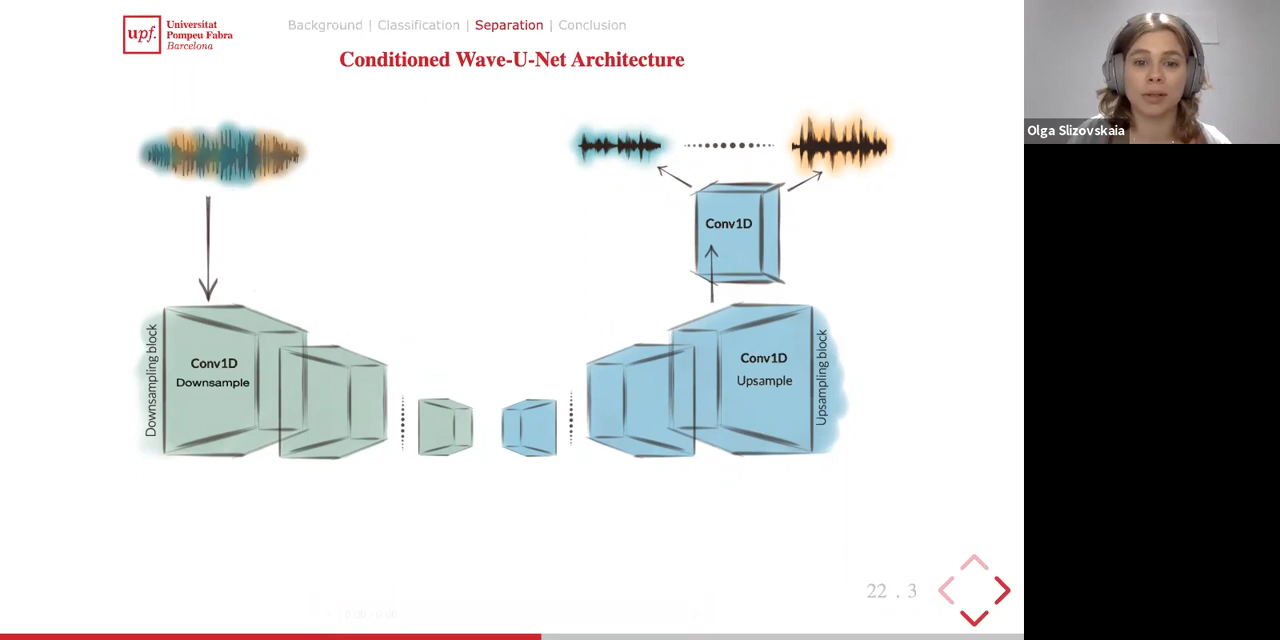 upf.
Universitat
Pompeu Fabra
Barcelona
Background | Classification | Separation | Conclusion
Conditioned Wave-U-Net Architecture
Olga Slizovskaia
Conv1D
Downsampling block
Conv1D
Downsample
Conv1D
Upsample
Upsampling block
22 . 3